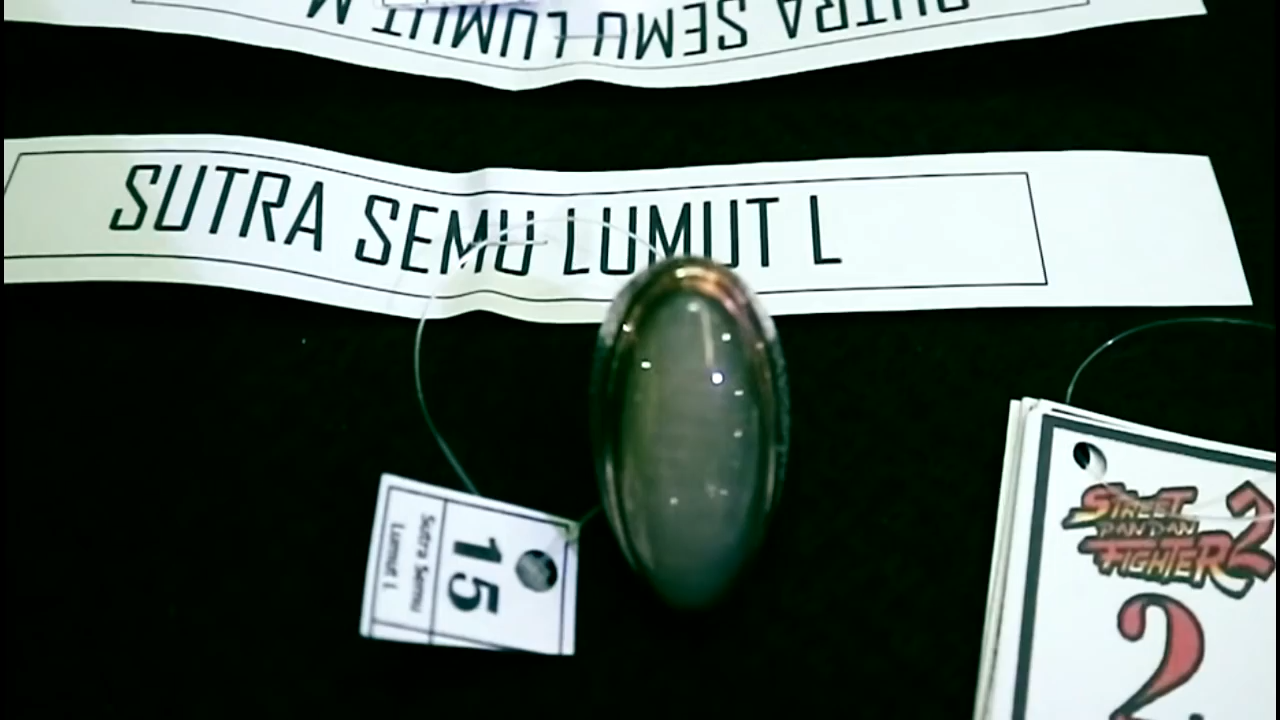 SUTRA SEMU LUMUT M
SUTRA SEMU LUMUT L
15
Sutra Semu
Lumut L
STREET
PANDAN
FIGHTER 2
2